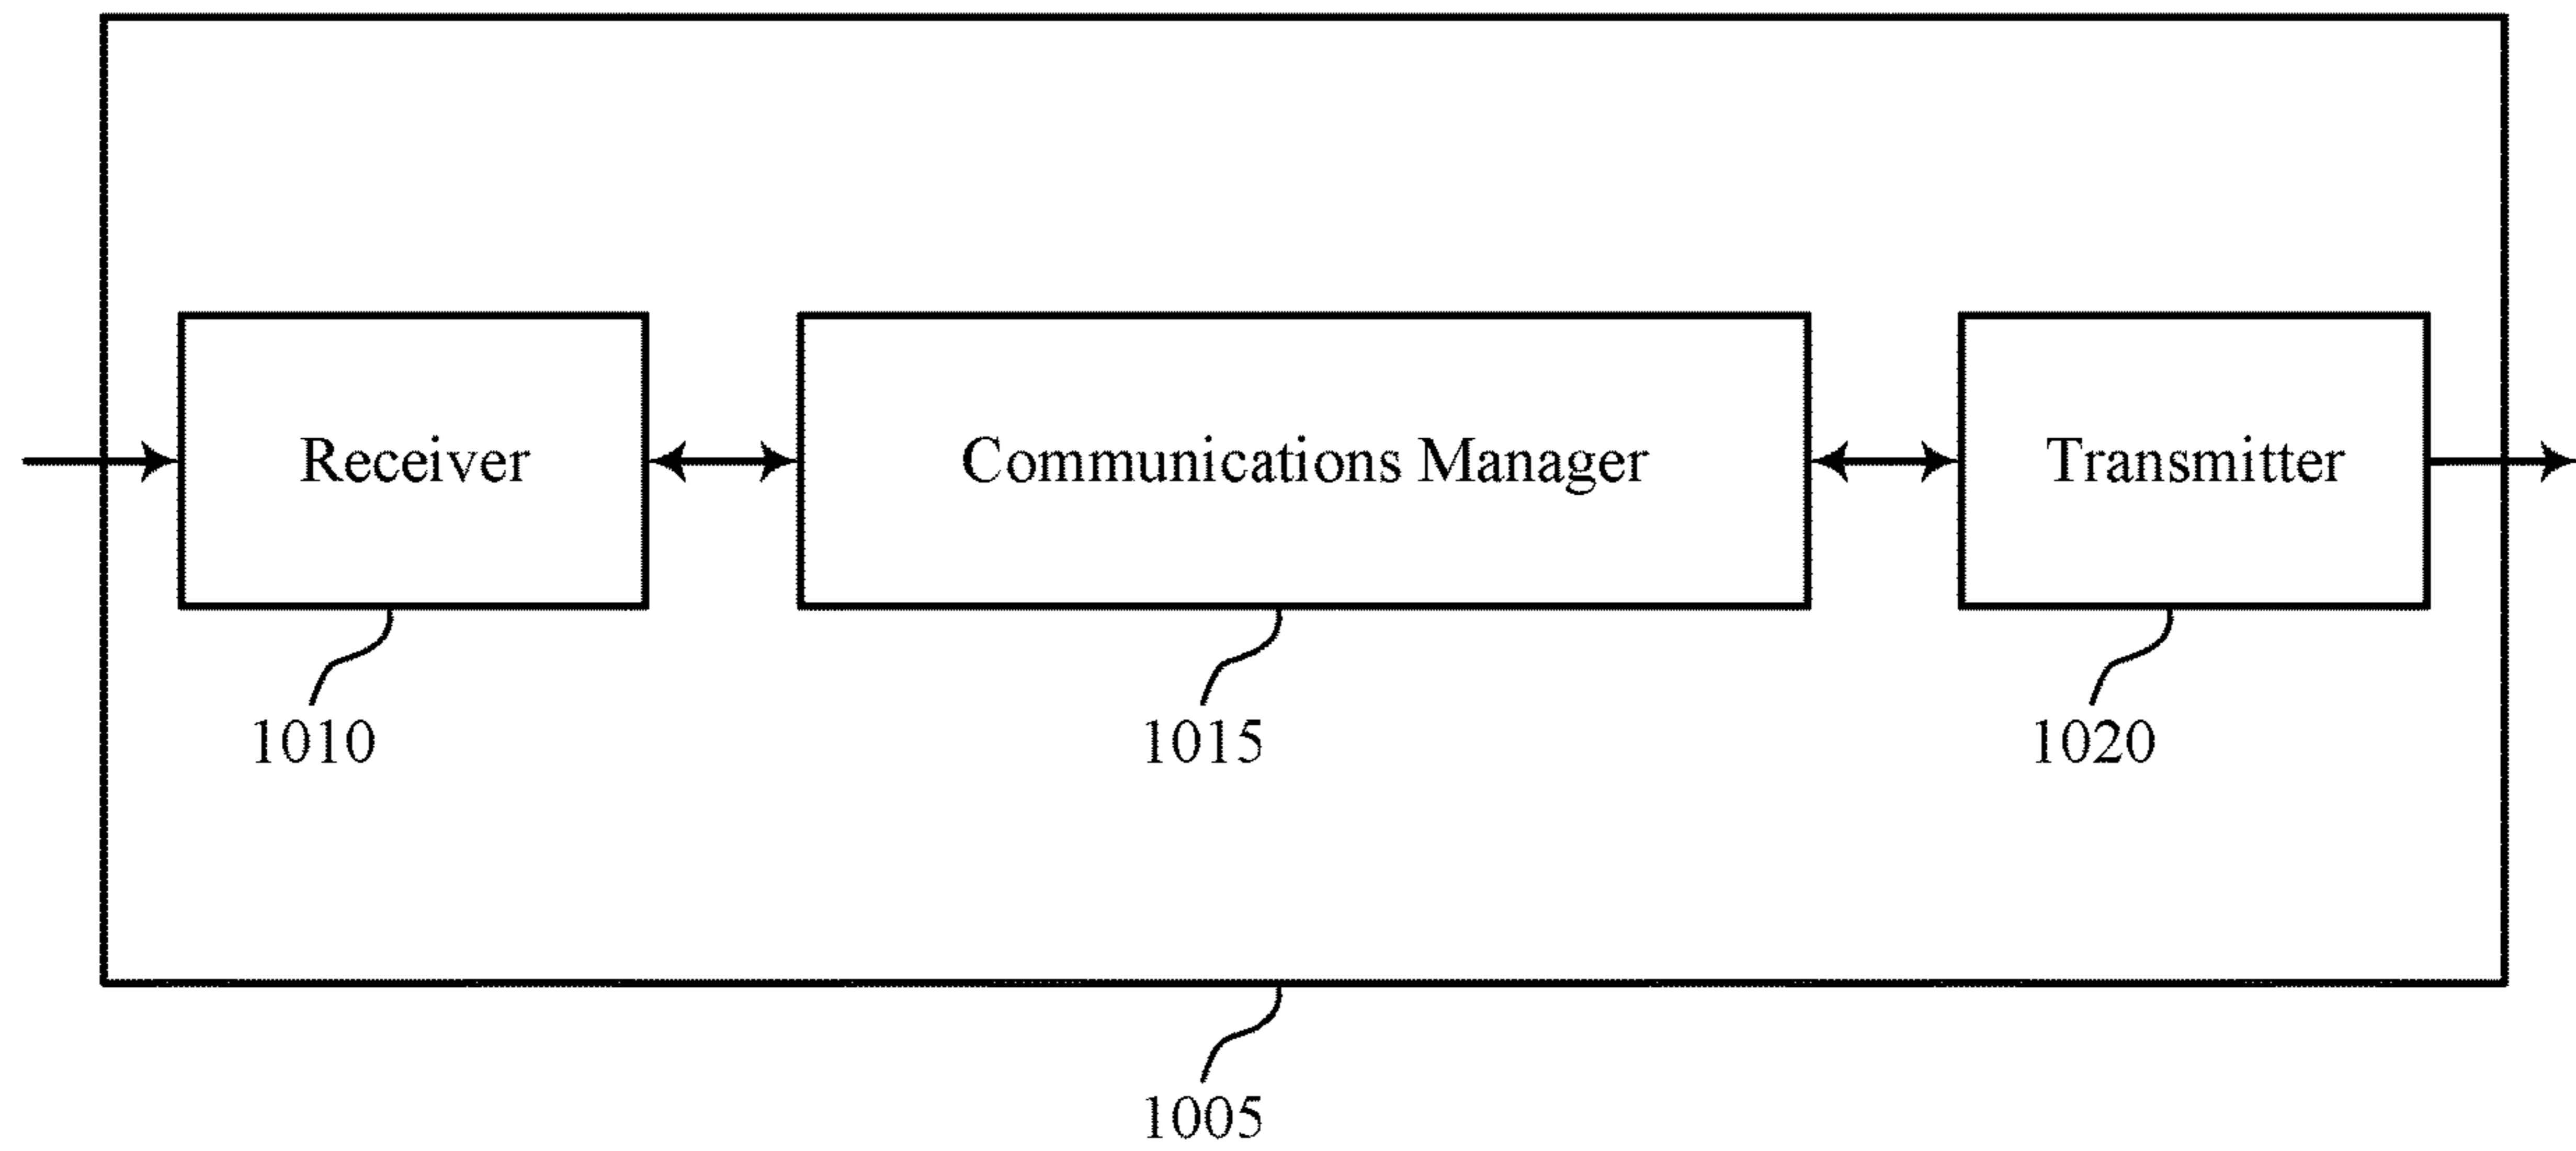 Receiver
Communications Manager
Transmitter
1010
1015
1020
1005